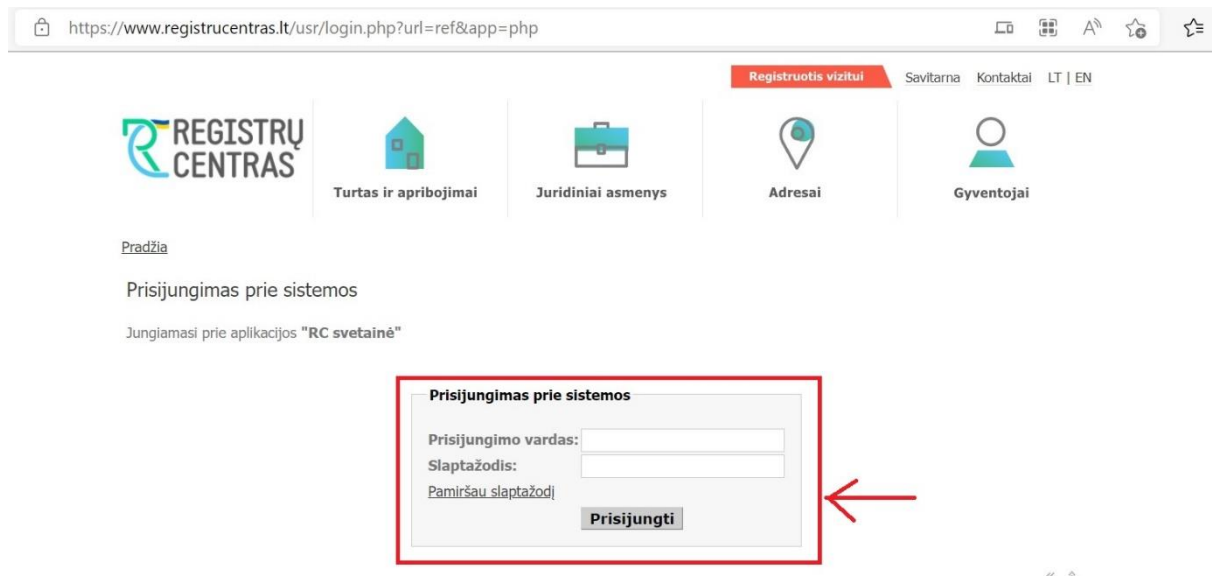 https://www.registrucentras.lt/usr/login.php?url=ref&app=php
Registruotis vizitui Savitarna Kontaktai LT | EN
REGISTRŲ
CENTRAS
Turtas ir apribojimai Juridiniai asmenys Adresai Gyventojai
Pradžia
Prisijungimas prie sistemos
Jungiamasi prie aplikacijos "RC svetainė"
Prisijungimas prie sistemos
Prisijungimo vardas:
Slaptažodis:
Pamiršau slaptažodį
Prisijungti